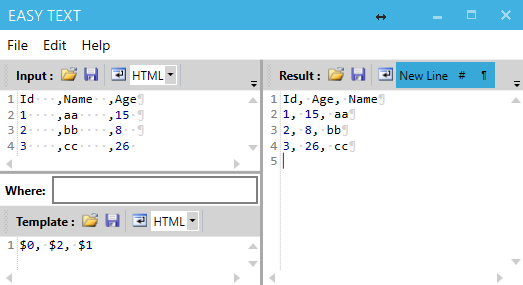 EASY TEXT
File Edit Help
Input : HTML
1 Id···,Name··,Age¶
2 1····,aa····,15·¶
3 2····,bb····,8··¶
4 3····,cc····,26·
Where:
Template : HTML
1 $0,·$2,·$1
Result : New Line # ¶
1 Id,·Age,·Name
2 1,·15,·aa
3 2,·8,·bb
4 3,·26,·cc
5